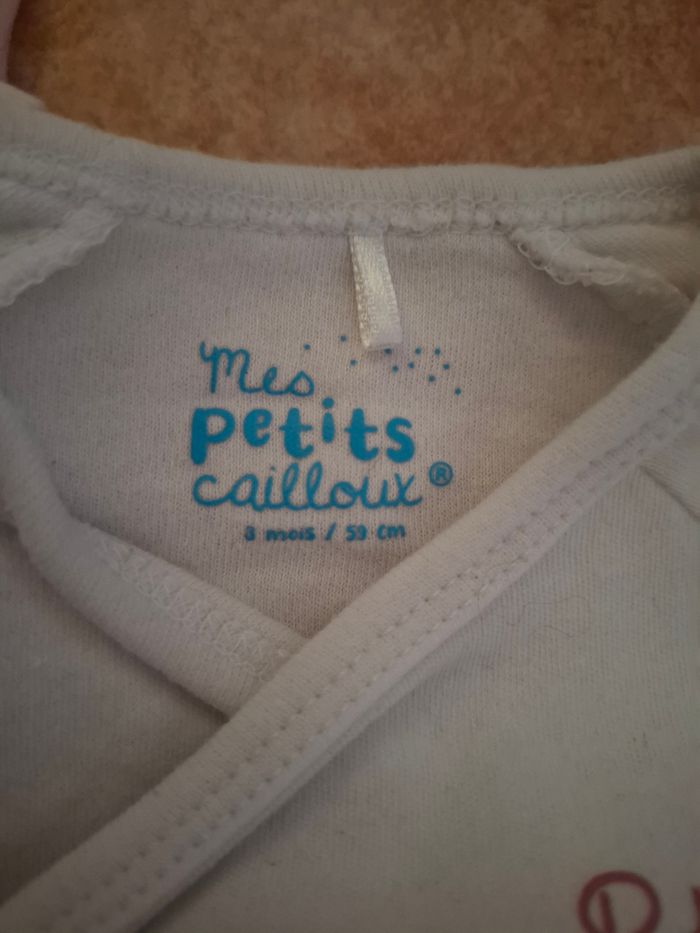 Mes
petits
cailloux®
3 mois / 59 cm